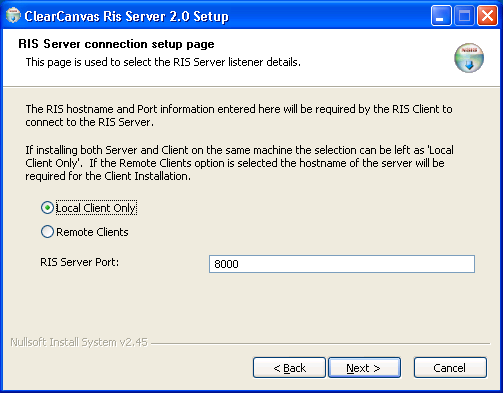 ClearCanvas Ris Server 2.0 Setup
RIS Server connection setup page
This page is used to select the RIS Server listener details.
The RIS hostname and Port information entered here will be required by the RIS Client to
connect to the RIS Server.
If installing both Server and Client on the same machine the selection can be left as 'Local
Client Only'.  If the Remote Clients option is selected the hostname of the server will be
required for the Client Installation.
Local Client Only
Remote Clients
RIS Server Port: 8000
Nullsoft Install System v2.45
< Back Next > Cancel